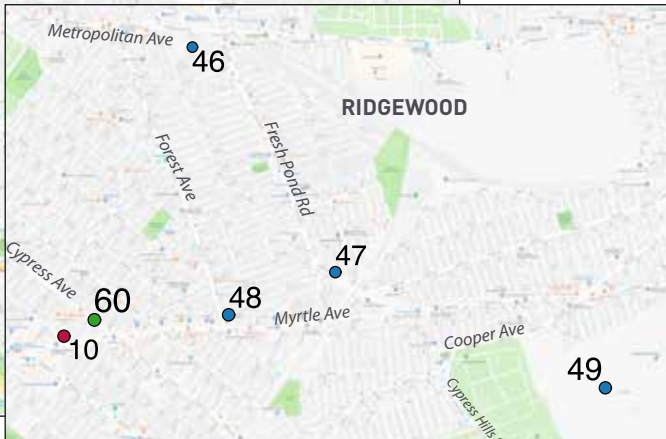 Metropolitan Ave
46
RIDGEWOOD
Forest Ave
Fresh Pond Rd
Cypress Ave
47
60
48
Myrtle Ave
10
Cooper Ave
49
Cypress Hills